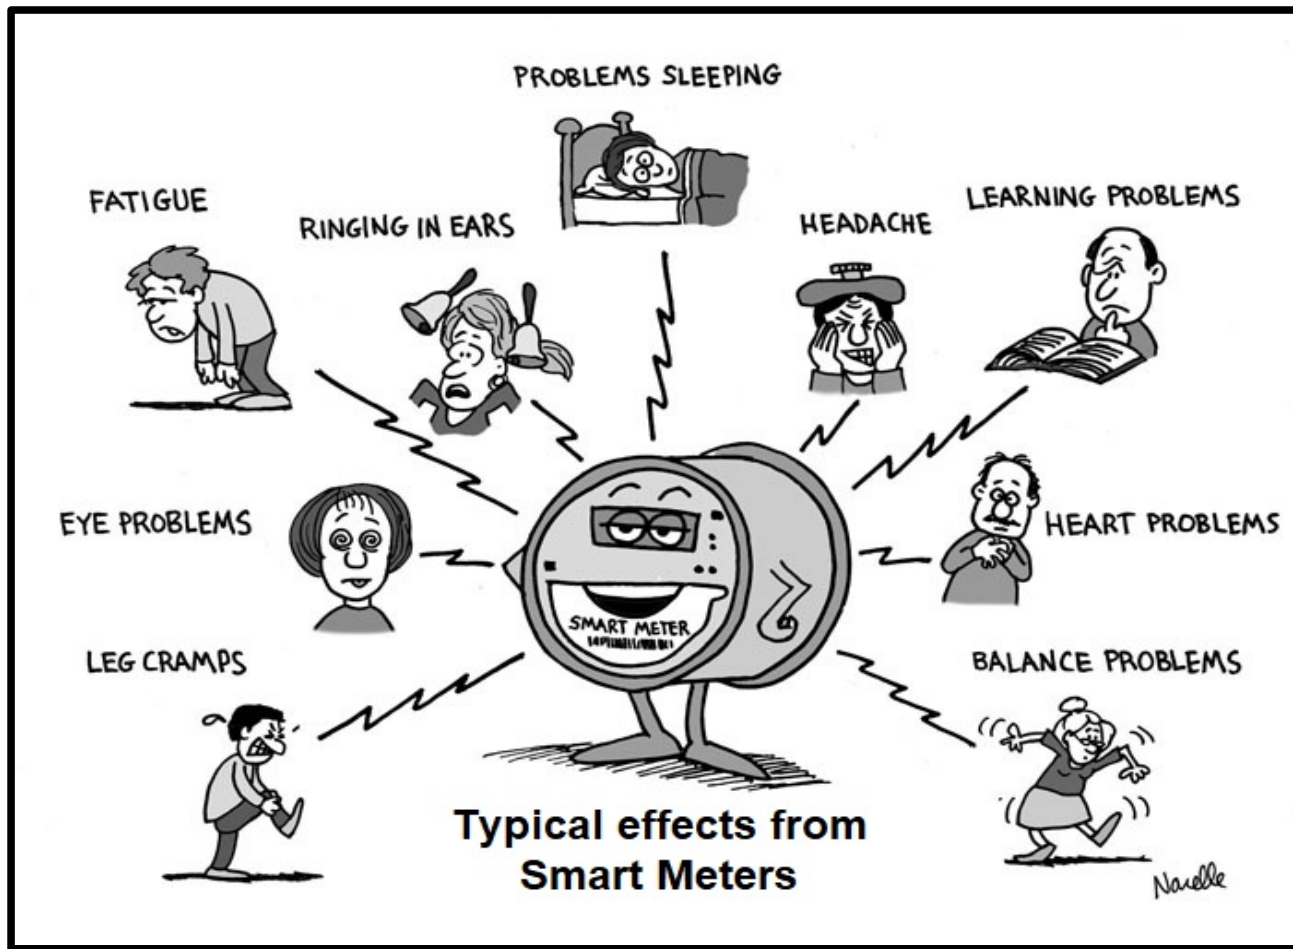 PROBLEMS SLEEPING
FATIGUE
RINGING IN EARS
HEADACHE
LEARNING PROBLEMS
EYE PROBLEMS
HEART PROBLEMS
SMART METER
LEG CRAMPS
BALANCE PROBLEMS
Typical effects from
Smart Meters
Narelle